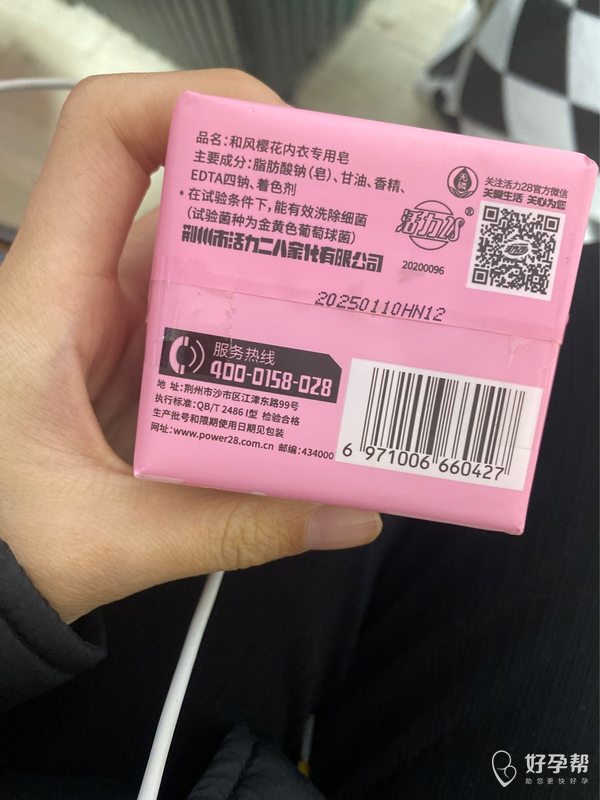 品名：和风樱花内衣专用皂
主要成分：脂肪酸钠（皂）、甘油、香精、
EDTA四钠、着色剂
·在试验条件下，能有效洗除细菌
（试验菌种为金黄色葡萄球菌）
荆州市活力二八家化有限公司
无磷
关注活力28官方微信
关爱生活 关心为您
活力28®
20200096
20250110HN12
服务热线
400-0158-028
地 址：荆州市沙市区江津东路99号
执行标准：QB/T 2486 I型 检验合格
生产批号和限期使用日期见包装
网址：www.power28.com.cn 邮编：434000
6 971006 660427
好孕帮
助您更快好孕